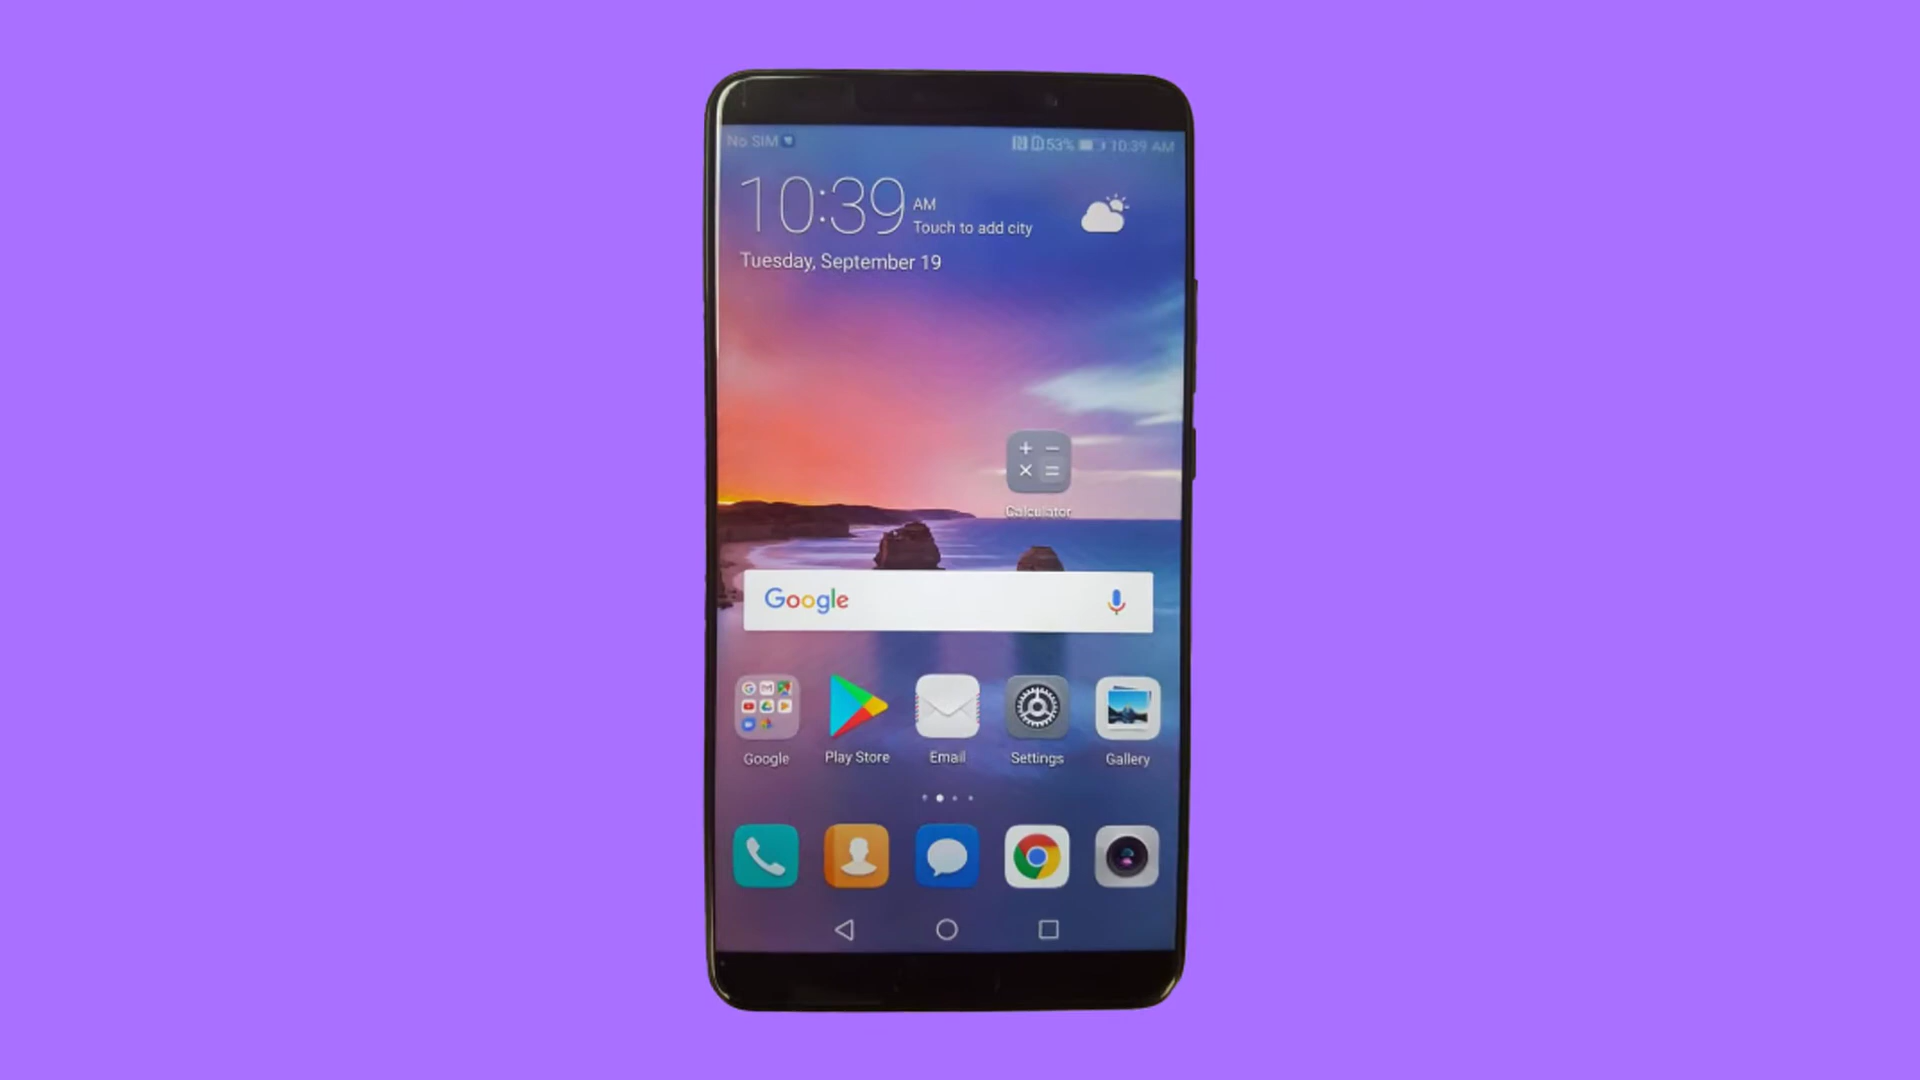 No SIM
53% 10:39 AM
10:39 AM
Touch to add city
Tuesday, September 19
Calculator
Google
Google Play Store Email Settings Gallery